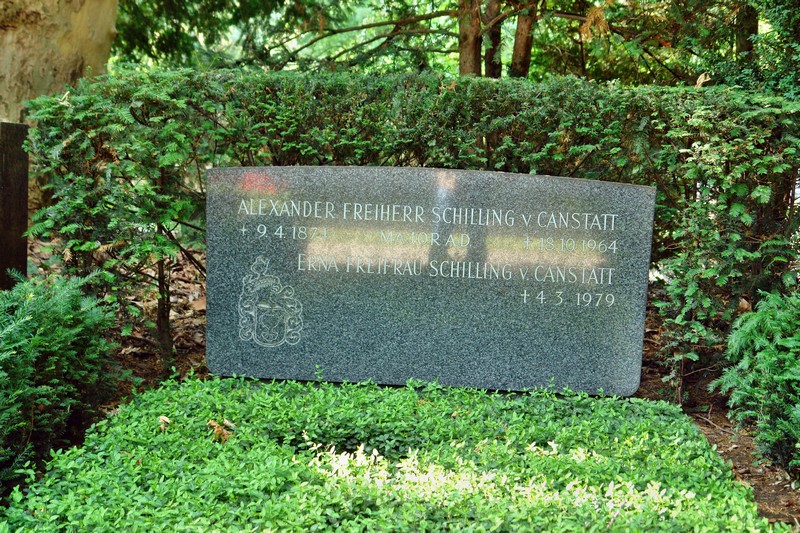 ALEXANDER FREIHERR SCHILLING v CANSTATT
+ 9.4.1874 MAJOR A.D. + 18.10.1964
ERNA FREIFRAU SCHILLING v. CANSTATT
+ 4.3.1979